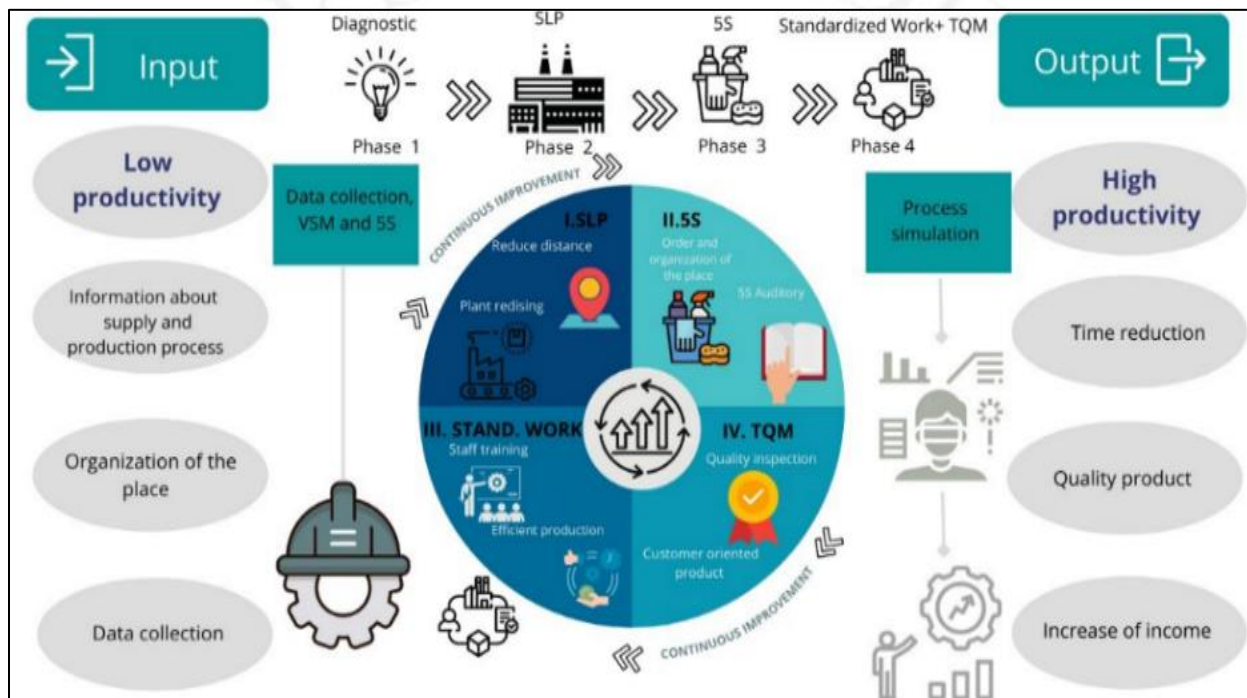 Input
Diagnostic
Phase 1
SLP
Phase 2
5S
Phase 3
Standardized Work+ TQM
Phase 4
Output
Low
productivity
Information about
supply and
production process
Organization of the
place
Data collection
Data collection,
VSM and 5S
CONTINUOUS IMPROVEMENT
I.SLP
Reduce distance
Plant redising
II.5S
Order and
organization of
the place
5S Auditory
III. STAND. WORK
Staff training
Efficient production
IV. TQM
Quality inspection
Customer oriented
product
CONTINUOUS IMPROVEMENT
Process
simulation
High
productivity
Time reduction
Quality product
Increase of income